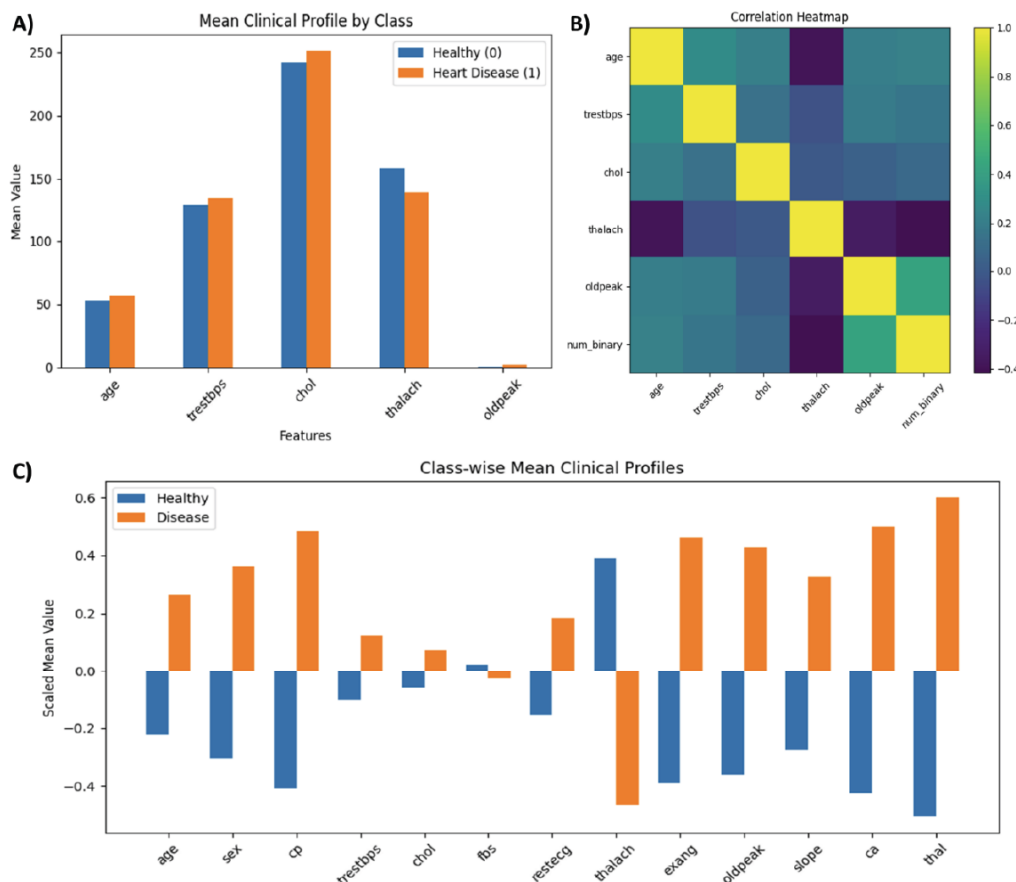 A)
Mean Clinical Profile by Class
Healthy (0)
Heart Disease (1)
250
200
150
100
50
0
Mean Value
age
trestbps
chol
thalach
oldpeak
Features
B)
Correlation Heatmap
age
trestbps
chol
thalach
oldpeak
num_binary
age
trestbps
chol
thalach
oldpeak
num_binary
1.0
0.8
0.6
0.4
0.2
0.0
−0.2
−0.4
C)
Class-wise Mean Clinical Profiles
Healthy
Disease
0.6
0.4
0.2
0.0
−0.2
−0.4
Scaled Mean Value
age
sex
cp
trestbps
chol
fbs
restecg
thalach
exang
oldpeak
slope
ca
thal